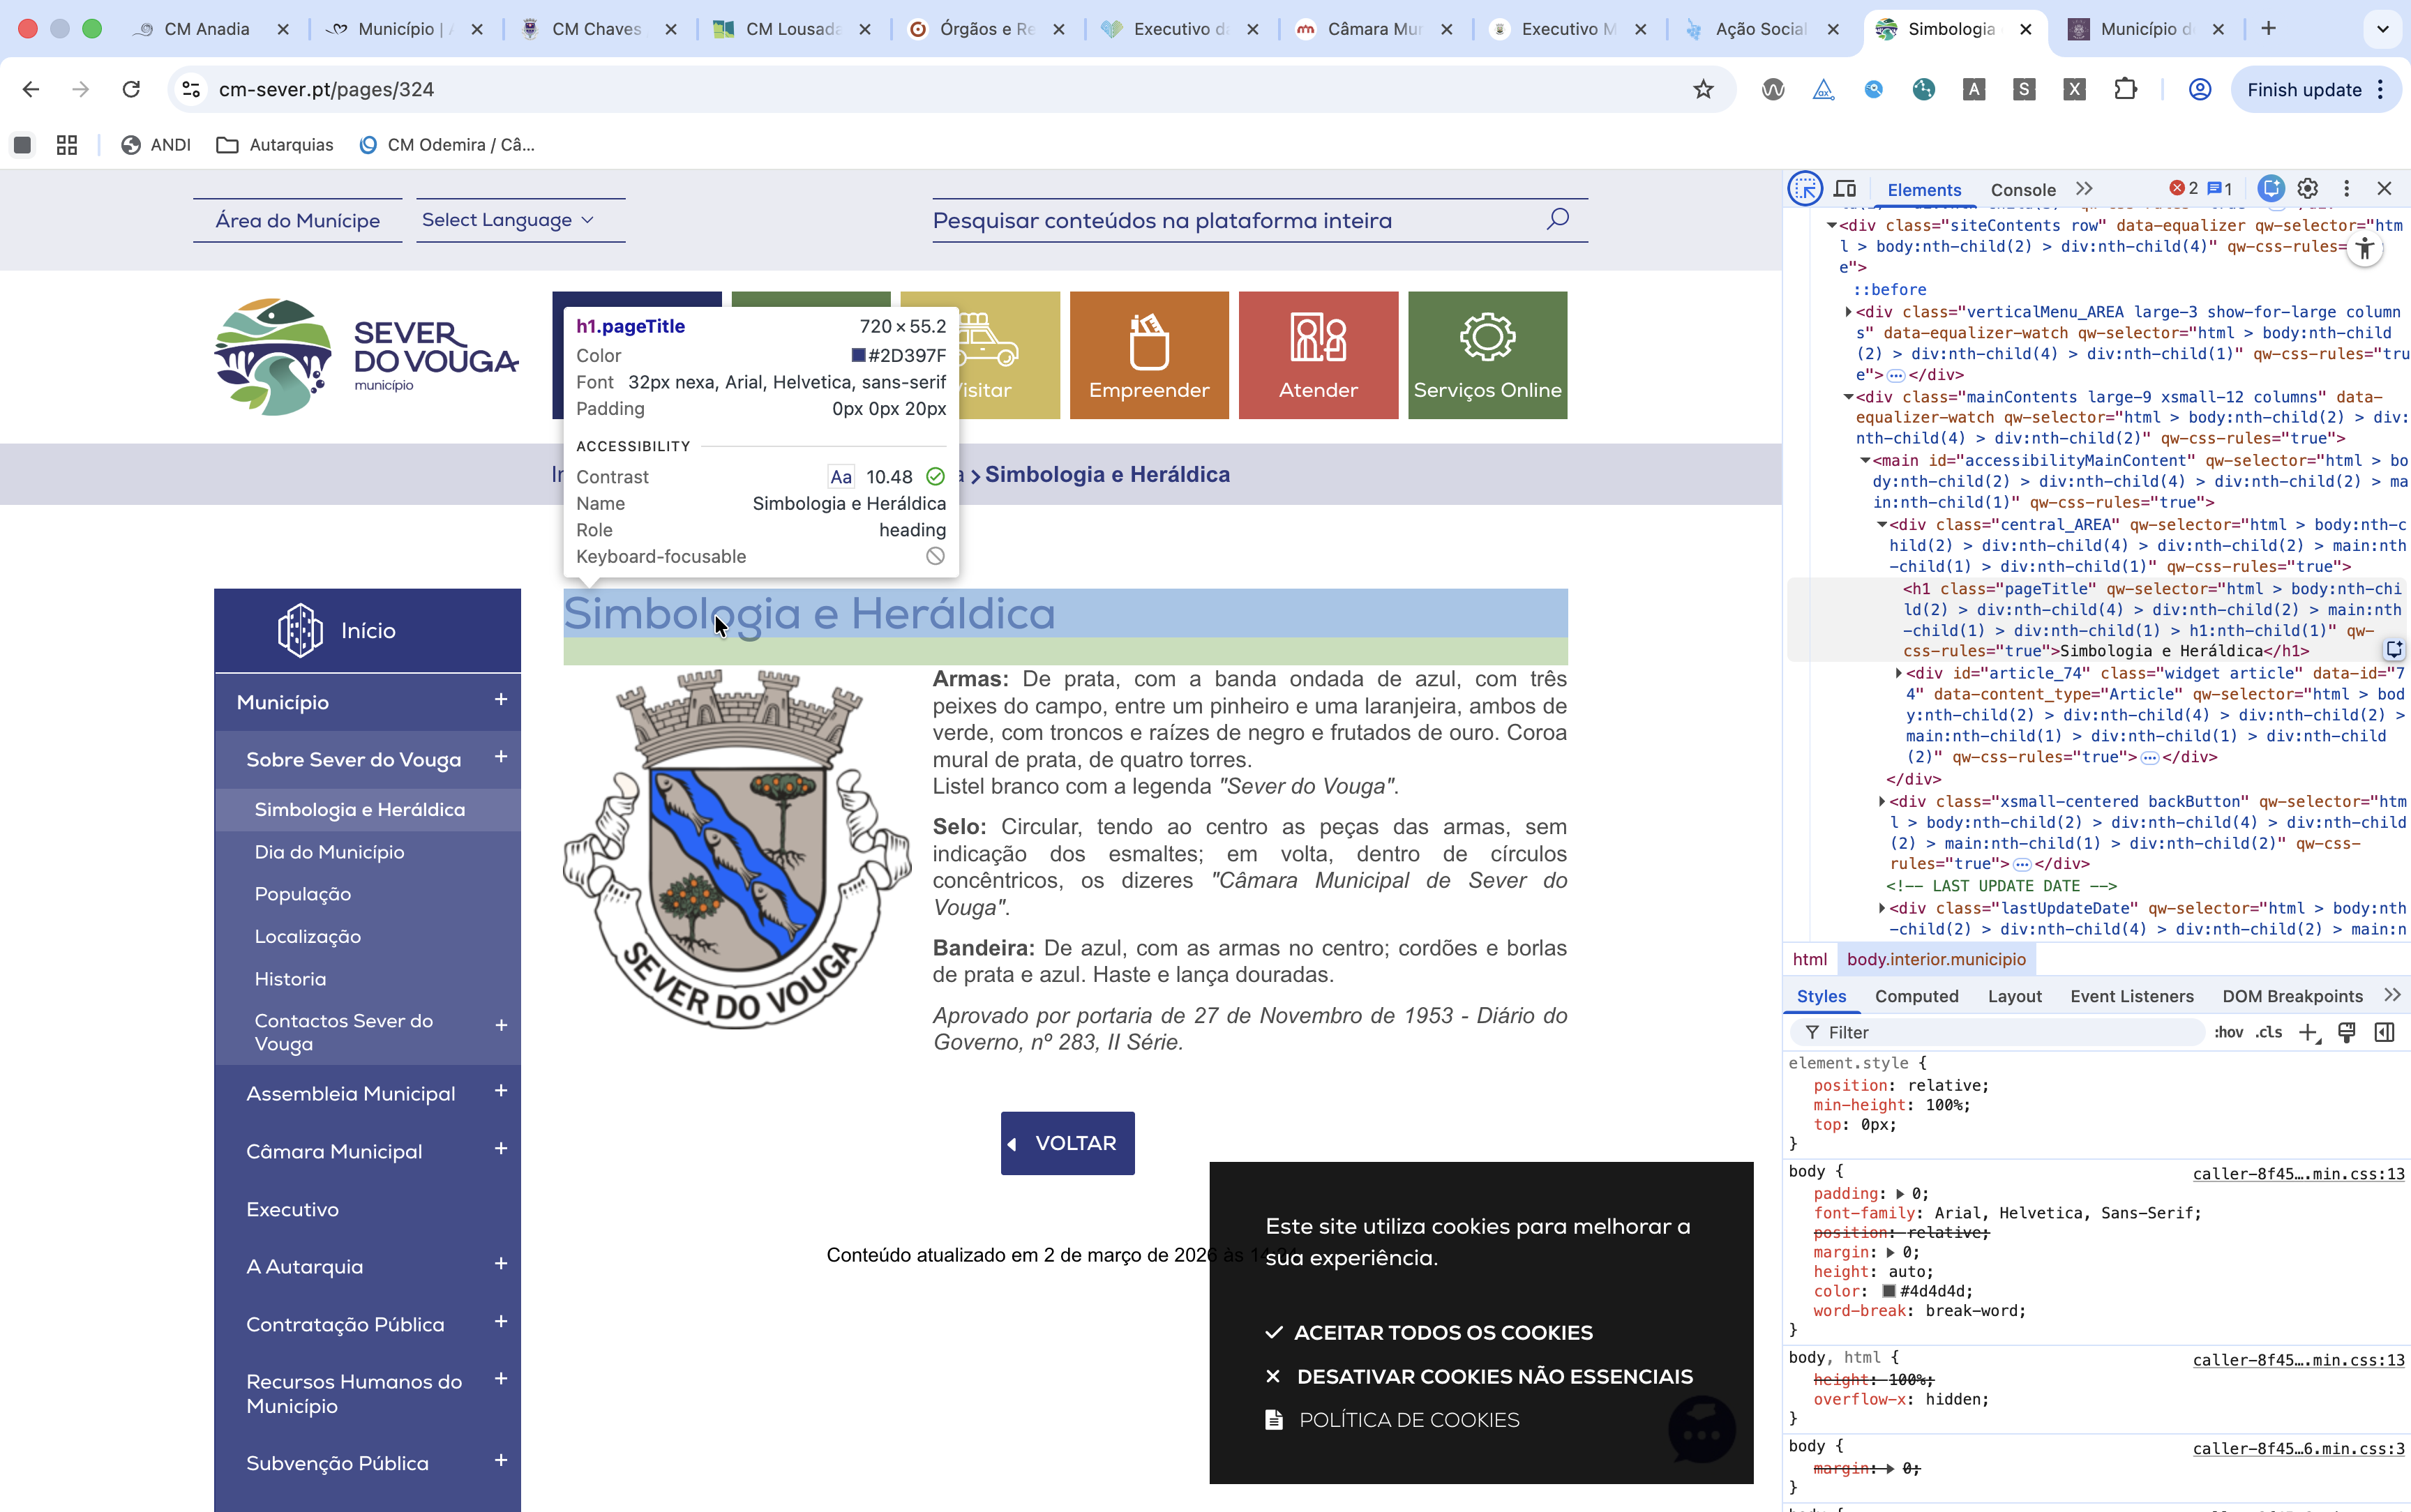 CM Anadia
Município | A
CM Chaves
CM Lousada
Órgãos e Re
Executivo d
Câmara Mun
Executivo M
Ação Social
Simbologia
Município d
cm-sever.pt/pages/324
Finish update
ANDI
Autarquias
CM Odemira / Câ...
Área do Munícipe
Select Language
Pesquisar conteúdos na plataforma inteira
SEVER
DO VOUGA
município
Empreender
Atender
Serviços Online
h1.pageTitle 720 × 55.2
Color #2D397F
Font 32px nexa, Arial, Helvetica, sans-serif
Padding 0px 0px 20px
ACCESSIBILITY
Contrast Aa 10.48
Name Simbologia e Heráldica
Role heading
Keyboard-focusable
Simbologia e Heráldica
Início
Município +
Sobre Sever do Vouga +
Simbologia e Heráldica
Dia do Município
População
Localização
Historia
Contactos Sever do
Vouga +
Assembleia Municipal +
Câmara Municipal +
Executivo
A Autarquia +
Contratação Pública +
Recursos Humanos do
Município +
Subvenção Pública +
Simbologia e Heráldica
SEVER DO VOUGA
Armas: De prata, com a banda ondada de azul, com três
peixes do campo, entre um pinheiro e uma laranjeira, ambos de
verde, com troncos e raízes de negro e frutados de ouro. Coroa
mural de prata, de quatro torres.
Listel branco com a legenda "Sever do Vouga".
Selo: Circular, tendo ao centro as peças das armas, sem
indicação dos esmaltes; em volta, dentro de círculos
concêntricos, os dizeres "Câmara Municipal de Sever do
Vouga".
Bandeira: De azul, com as armas no centro; cordões e borlas
de prata e azul. Haste e lança douradas.
Aprovado por portaria de 27 de Novembro de 1953 - Diário do
Governo, nº 283, II Série.
VOLTAR
Conteúdo atualizado em 2 de março de 2026 às
Este site utiliza cookies para melhorar a
sua experiência.
ACEITAR TODOS OS COOKIES
DESATIVAR COOKIES NÃO ESSENCIAIS
POLÍTICA DE COOKIES
Elements Console 2 1
<div class="siteContents row" data-equalizer qw-selector="htm
l > body:nth-child(2) > div:nth-child(4)" qw-css-rules=
e">
::before
<div class="verticalMenu_AREA large-3 show-for-large column
s" data-equalizer-watch qw-selector="html > body:nth-child
(2) > div:nth-child(4) > div:nth-child(1)" qw-css-rules="tru
e">…</div>
<div class="mainContents large-9 xsmall-12 columns" data-
equalizer-watch qw-selector="html > body:nth-child(2) > div:
nth-child(4) > div:nth-child(2)" qw-css-rules="true">
<main id="accessibilityMainContent" qw-selector="html > bo
dy:nth-child(2) > div:nth-child(4) > div:nth-child(2) > ma
in:nth-child(1)" qw-css-rules="true">
<div class="central_AREA" qw-selector="html > body:nth-c
hild(2) > div:nth-child(4) > div:nth-child(2) > main:nth
-child(1) > div:nth-child(1)" qw-css-rules="true">
<h1 class="pageTitle" qw-selector="html > body:nth-chi
ld(2) > div:nth-child(4) > div:nth-child(2) > main:nth
-child(1) > div:nth-child(1) > h1:nth-child(1)" qw-
css-rules="true">Simbologia e Heráldica</h1>
<div id="article_74" class="widget article" data-id="7
4" data-content_type="Article" qw-selector="html > bod
y:nth-child(2) > div:nth-child(4) > div:nth-child(2) >
main:nth-child(1) > div:nth-child(1) > div:nth-child
(2)" qw-css-rules="true">…</div>
</div>
<div class="xsmall-centered backButton" qw-selector="htm
l > body:nth-child(2) > div:nth-child(4) > div:nth-child
(2) > main:nth-child(1) > div:nth-child(2)" qw-css-
rules="true">…</div>
<!-- LAST UPDATE DATE -->
<div class="lastUpdateDate" qw-selector="html > body:nth
-child(2) > div:nth-child(4) > div:nth-child(2) > main:n
html body.interior.municipio
Styles Computed Layout Event Listeners DOM Breakpoints
Filter :hov .cls
element.style {
position: relative;
min-height: 100%;
top: 0px;
}
body { caller-8f45….min.css:13
padding: 0;
font-family: Arial, Helvetica, Sans-Serif;
position: relative;
margin: 0;
height: auto;
color: #4d4d4d;
word-break: break-word;
}
body, html { caller-8f45….min.css:13
height: 100%;
overflow-x: hidden;
}
body { caller-8f45…6.min.css:3
margin: 0;
}